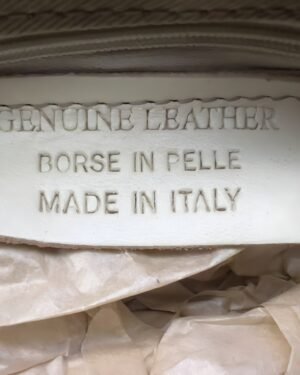 GENUINE LEATHER
BORSE IN PELLE
MADE IN ITALY